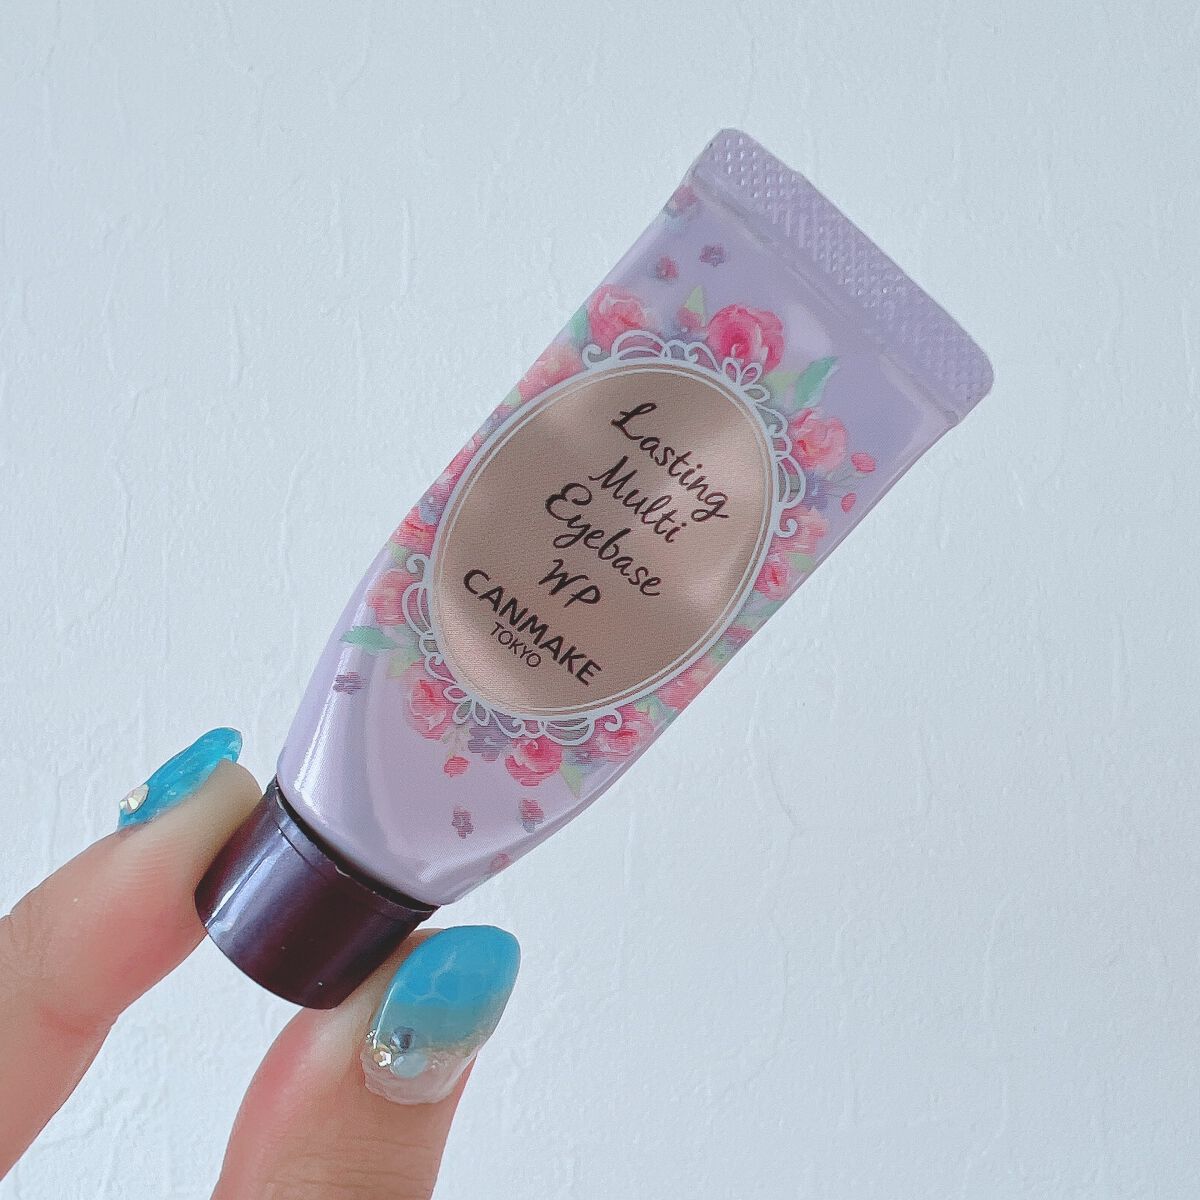 Lasting
Multi
Eyebase
WP
CANMAKE
TOKYO